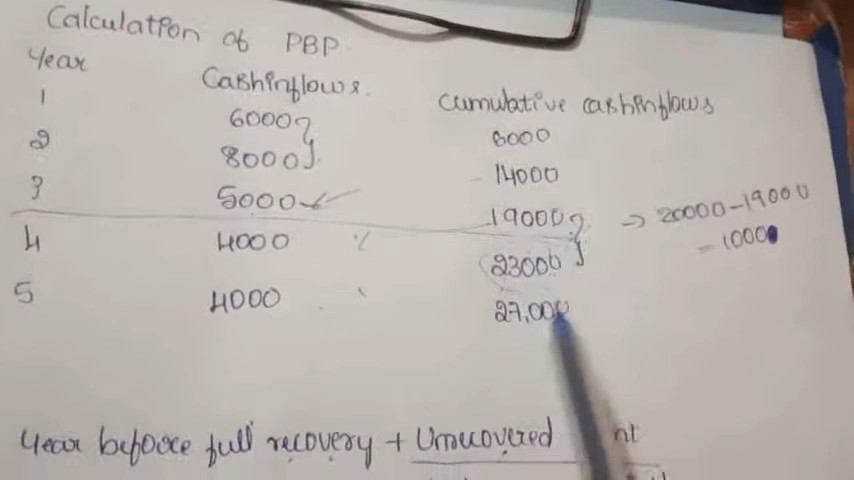 Calculation of PBP
Year Cashinflows. Cumulative cashinflows
1 6000 6000
2 8000 14000
3 5000 19000 → 20000-19000
4 4000 23000 = 1000
5 4000 27,000
Year before full recovery + Unrecovered